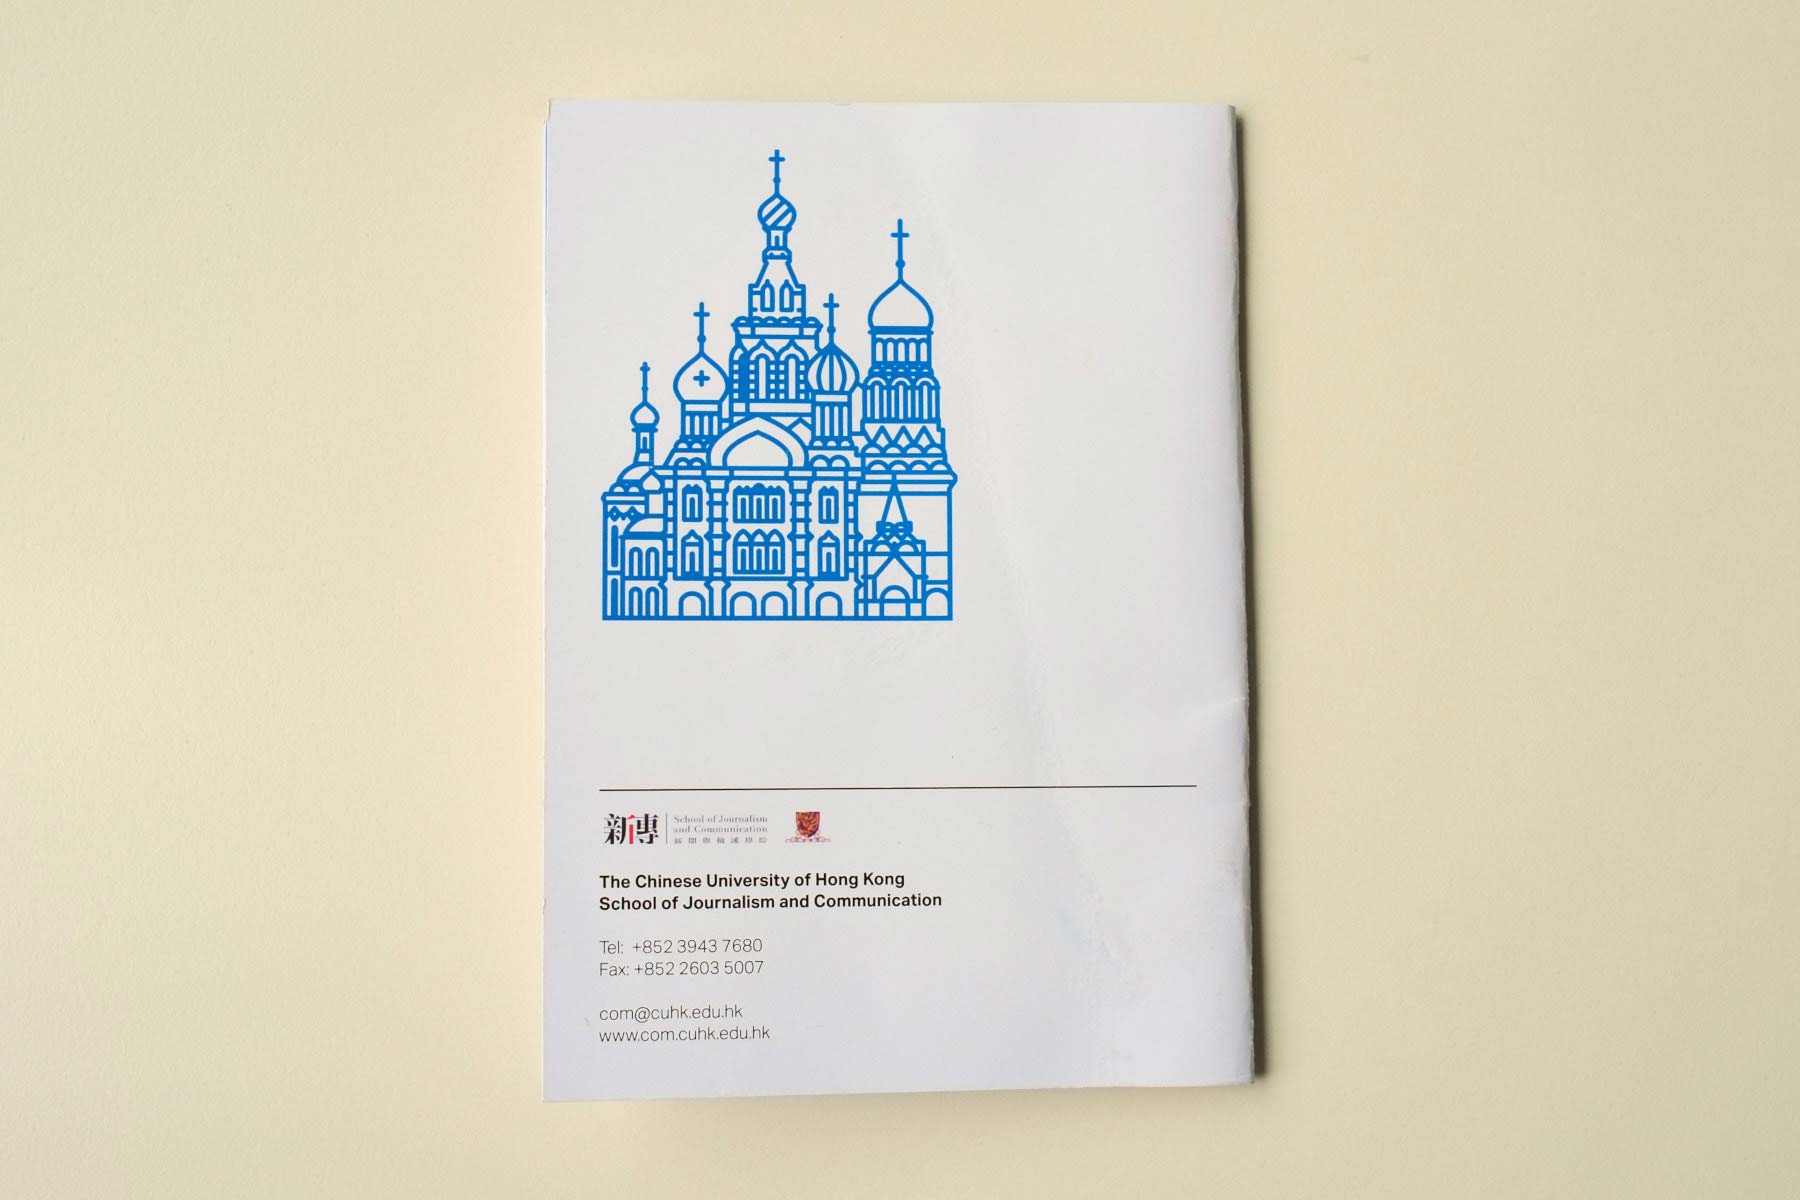 新傳
School of Journalism
and Communication
新聞與傳播學院
The Chinese University of Hong Kong
School of Journalism and Communication
Tel: +852 3943 7680
Fax: +852 2603 5007
com@cuhk.edu.hk
www.com.cuhk.edu.hk